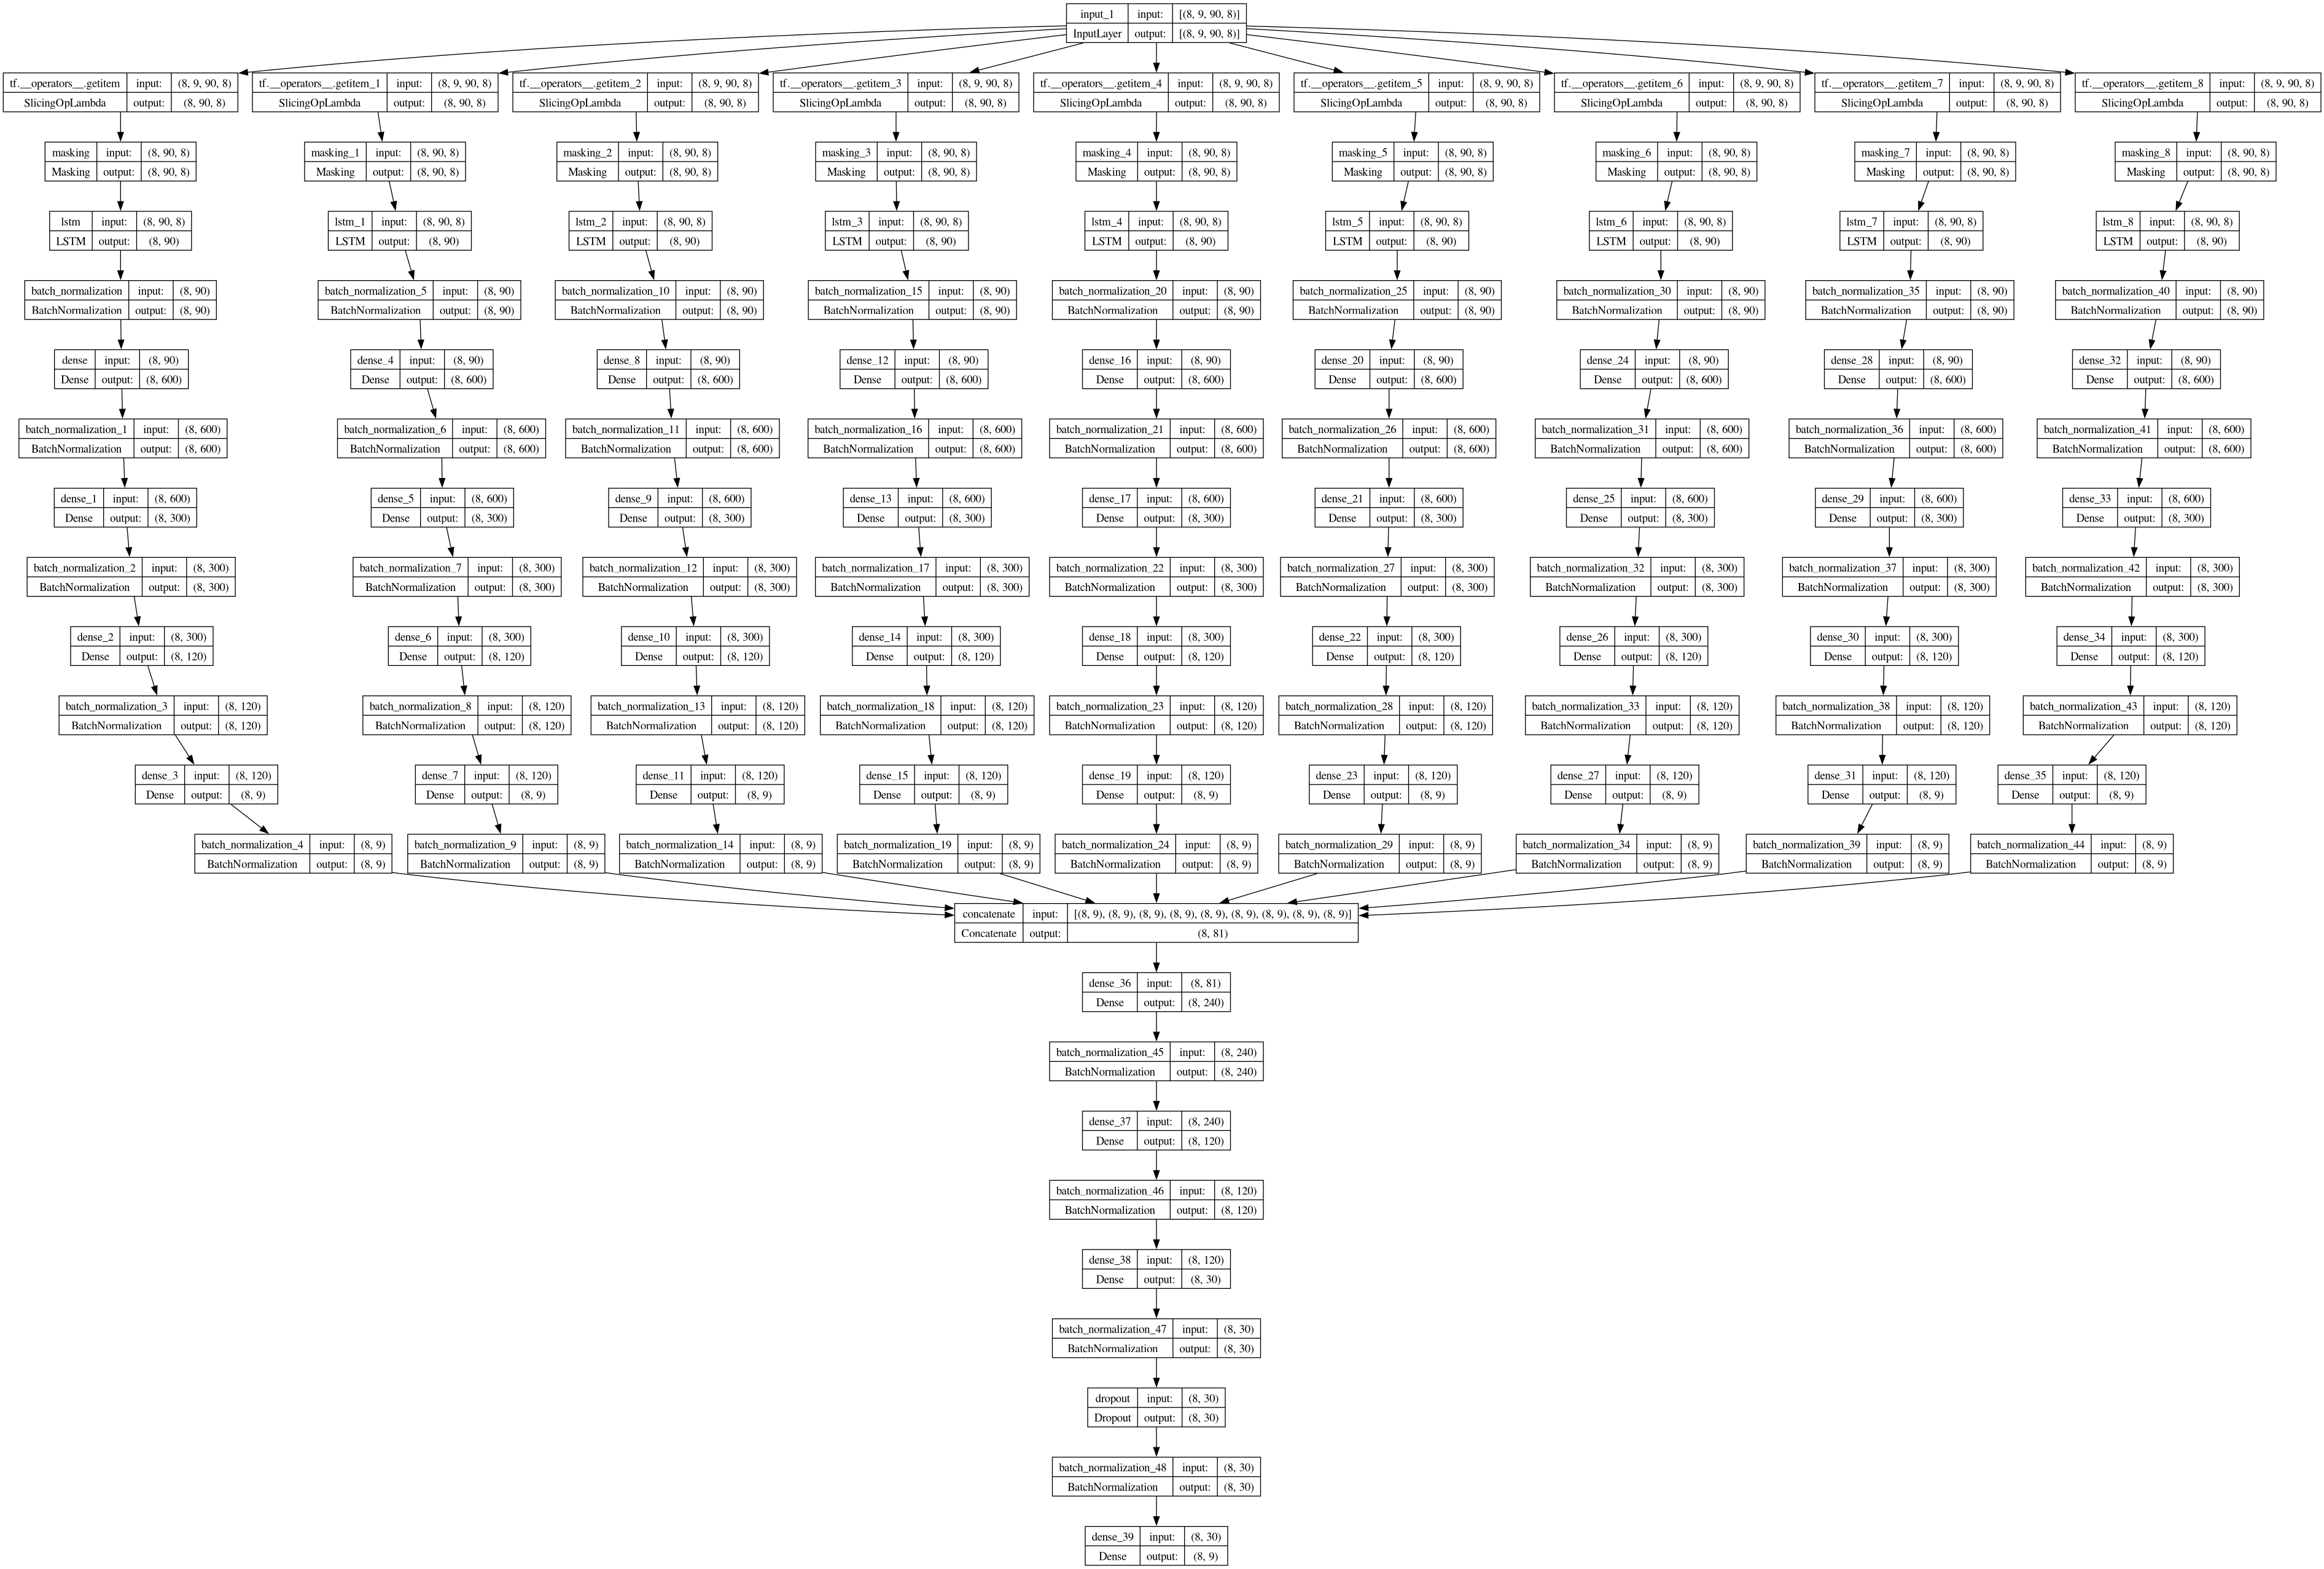 input_1 input: [(8, 9, 90, 8)]
InputLayer output: [(8, 9, 90, 8)]
tf.__operators__.getitem input: (8, 9, 90, 8) tf.__operators__.getitem_1 input: (8, 9, 90, 8) tf.__operators__.getitem_2 input: (8, 9, 90, 8) tf.__operators__.getitem_3 input: (8, 9, 90, 8) tf.__operators__.getitem_4 input: (8, 9, 90, 8) tf.__operators__.getitem_5 input: (8, 9, 90, 8) tf.__operators__.getitem_6 input: (8, 9, 90, 8) tf.__operators__.getitem_7 input: (8, 9, 90, 8) tf.__operators__.getitem_8 input: (8, 9, 90, 8)
SlicingOpLambda output: (8, 90, 8) SlicingOpLambda output: (8, 90, 8) SlicingOpLambda output: (8, 90, 8) SlicingOpLambda output: (8, 90, 8) SlicingOpLambda output: (8, 90, 8) SlicingOpLambda output: (8, 90, 8) SlicingOpLambda output: (8, 90, 8) SlicingOpLambda output: (8, 90, 8) SlicingOpLambda output: (8, 90, 8)
masking input: (8, 90, 8) masking_1 input: (8, 90, 8) masking_2 input: (8, 90, 8) masking_3 input: (8, 90, 8) masking_4 input: (8, 90, 8) masking_5 input: (8, 90, 8) masking_6 input: (8, 90, 8) masking_7 input: (8, 90, 8) masking_8 input: (8, 90, 8)
Masking output: (8, 90, 8) Masking output: (8, 90, 8) Masking output: (8, 90, 8) Masking output: (8, 90, 8) Masking output: (8, 90, 8) Masking output: (8, 90, 8) Masking output: (8, 90, 8) Masking output: (8, 90, 8) Masking output: (8, 90, 8)
lstm input: (8, 90, 8) lstm_1 input: (8, 90, 8) lstm_2 input: (8, 90, 8) lstm_3 input: (8, 90, 8) lstm_4 input: (8, 90, 8) lstm_5 input: (8, 90, 8) lstm_6 input: (8, 90, 8) lstm_7 input: (8, 90, 8) lstm_8 input: (8, 90, 8)
LSTM output: (8, 90) LSTM output: (8, 90) LSTM output: (8, 90) LSTM output: (8, 90) LSTM output: (8, 90) LSTM output: (8, 90) LSTM output: (8, 90) LSTM output: (8, 90) LSTM output: (8, 90)
batch_normalization input: (8, 90) batch_normalization_5 input: (8, 90) batch_normalization_10 input: (8, 90) batch_normalization_15 input: (8, 90) batch_normalization_20 input: (8, 90) batch_normalization_25 input: (8, 90) batch_normalization_30 input: (8, 90) batch_normalization_35 input: (8, 90) batch_normalization_40 input: (8, 90)
BatchNormalization output: (8, 90) BatchNormalization output: (8, 90) BatchNormalization output: (8, 90) BatchNormalization output: (8, 90) BatchNormalization output: (8, 90) BatchNormalization output: (8, 90) BatchNormalization output: (8, 90) BatchNormalization output: (8, 90) BatchNormalization output: (8, 90)
dense input: (8, 90) dense_4 input: (8, 90) dense_8 input: (8, 90) dense_12 input: (8, 90) dense_16 input: (8, 90) dense_20 input: (8, 90) dense_24 input: (8, 90) dense_28 input: (8, 90) dense_32 input: (8, 90)
Dense output: (8, 600) Dense output: (8, 600) Dense output: (8, 600) Dense output: (8, 600) Dense output: (8, 600) Dense output: (8, 600) Dense output: (8, 600) Dense output: (8, 600) Dense output: (8, 600)
batch_normalization_1 input: (8, 600) batch_normalization_6 input: (8, 600) batch_normalization_11 input: (8, 600) batch_normalization_16 input: (8, 600) batch_normalization_21 input: (8, 600) batch_normalization_26 input: (8, 600) batch_normalization_31 input: (8, 600) batch_normalization_36 input: (8, 600) batch_normalization_41 input: (8, 600)
BatchNormalization output: (8, 600) BatchNormalization output: (8, 600) BatchNormalization output: (8, 600) BatchNormalization output: (8, 600) BatchNormalization output: (8, 600) BatchNormalization output: (8, 600) BatchNormalization output: (8, 600) BatchNormalization output: (8, 600) BatchNormalization output: (8, 600)
dense_1 input: (8, 600) dense_5 input: (8, 600) dense_9 input: (8, 600) dense_13 input: (8, 600) dense_17 input: (8, 600) dense_21 input: (8, 600) dense_25 input: (8, 600) dense_29 input: (8, 600) dense_33 input: (8, 600)
Dense output: (8, 300) Dense output: (8, 300) Dense output: (8, 300) Dense output: (8, 300) Dense output: (8, 300) Dense output: (8, 300) Dense output: (8, 300) Dense output: (8, 300) Dense output: (8, 300)
batch_normalization_2 input: (8, 300) batch_normalization_7 input: (8, 300) batch_normalization_12 input: (8, 300) batch_normalization_17 input: (8, 300) batch_normalization_22 input: (8, 300) batch_normalization_27 input: (8, 300) batch_normalization_32 input: (8, 300) batch_normalization_37 input: (8, 300) batch_normalization_42 input: (8, 300)
BatchNormalization output: (8, 300) BatchNormalization output: (8, 300) BatchNormalization output: (8, 300) BatchNormalization output: (8, 300) BatchNormalization output: (8, 300) BatchNormalization output: (8, 300) BatchNormalization output: (8, 300) BatchNormalization output: (8, 300) BatchNormalization output: (8, 300)
dense_2 input: (8, 300) dense_6 input: (8, 300) dense_10 input: (8, 300) dense_14 input: (8, 300) dense_18 input: (8, 300) dense_22 input: (8, 300) dense_26 input: (8, 300) dense_30 input: (8, 300) dense_34 input: (8, 300)
Dense output: (8, 120) Dense output: (8, 120) Dense output: (8, 120) Dense output: (8, 120) Dense output: (8, 120) Dense output: (8, 120) Dense output: (8, 120) Dense output: (8, 120) Dense output: (8, 120)
batch_normalization_3 input: (8, 120) batch_normalization_8 input: (8, 120) batch_normalization_13 input: (8, 120) batch_normalization_18 input: (8, 120) batch_normalization_23 input: (8, 120) batch_normalization_28 input: (8, 120) batch_normalization_33 input: (8, 120) batch_normalization_38 input: (8, 120) batch_normalization_43 input: (8, 120)
BatchNormalization output: (8, 120) BatchNormalization output: (8, 120) BatchNormalization output: (8, 120) BatchNormalization output: (8, 120) BatchNormalization output: (8, 120) BatchNormalization output: (8, 120) BatchNormalization output: (8, 120) BatchNormalization output: (8, 120) BatchNormalization output: (8, 120)
dense_3 input: (8, 120) dense_7 input: (8, 120) dense_11 input: (8, 120) dense_15 input: (8, 120) dense_19 input: (8, 120) dense_23 input: (8, 120) dense_27 input: (8, 120) dense_31 input: (8, 120) dense_35 input: (8, 120)
Dense output: (8, 9) Dense output: (8, 9) Dense output: (8, 9) Dense output: (8, 9) Dense output: (8, 9) Dense output: (8, 9) Dense output: (8, 9) Dense output: (8, 9) Dense output: (8, 9)
batch_normalization_4 input: (8, 9) batch_normalization_9 input: (8, 9) batch_normalization_14 input: (8, 9) batch_normalization_19 input: (8, 9) batch_normalization_24 input: (8, 9) batch_normalization_29 input: (8, 9) batch_normalization_34 input: (8, 9) batch_normalization_39 input: (8, 9) batch_normalization_44 input: (8, 9)
BatchNormalization output: (8, 9) BatchNormalization output: (8, 9) BatchNormalization output: (8, 9) BatchNormalization output: (8, 9) BatchNormalization output: (8, 9) BatchNormalization output: (8, 9) BatchNormalization output: (8, 9) BatchNormalization output: (8, 9) BatchNormalization output: (8, 9)
concatenate input: [(8, 9), (8, 9), (8, 9), (8, 9), (8, 9), (8, 9), (8, 9), (8, 9), (8, 9)]
Concatenate output: (8, 81)
dense_36 input: (8, 81)
Dense output: (8, 240)
batch_normalization_45 input: (8, 240)
BatchNormalization output: (8, 240)
dense_37 input: (8, 240)
Dense output: (8, 120)
batch_normalization_46 input: (8, 120)
BatchNormalization output: (8, 120)
dense_38 input: (8, 120)
Dense output: (8, 30)
batch_normalization_47 input: (8, 30)
BatchNormalization output: (8, 30)
dropout input: (8, 30)
Dropout output: (8, 30)
batch_normalization_48 input: (8, 30)
BatchNormalization output: (8, 30)
dense_39 input: (8, 30)
Dense output: (8, 9)